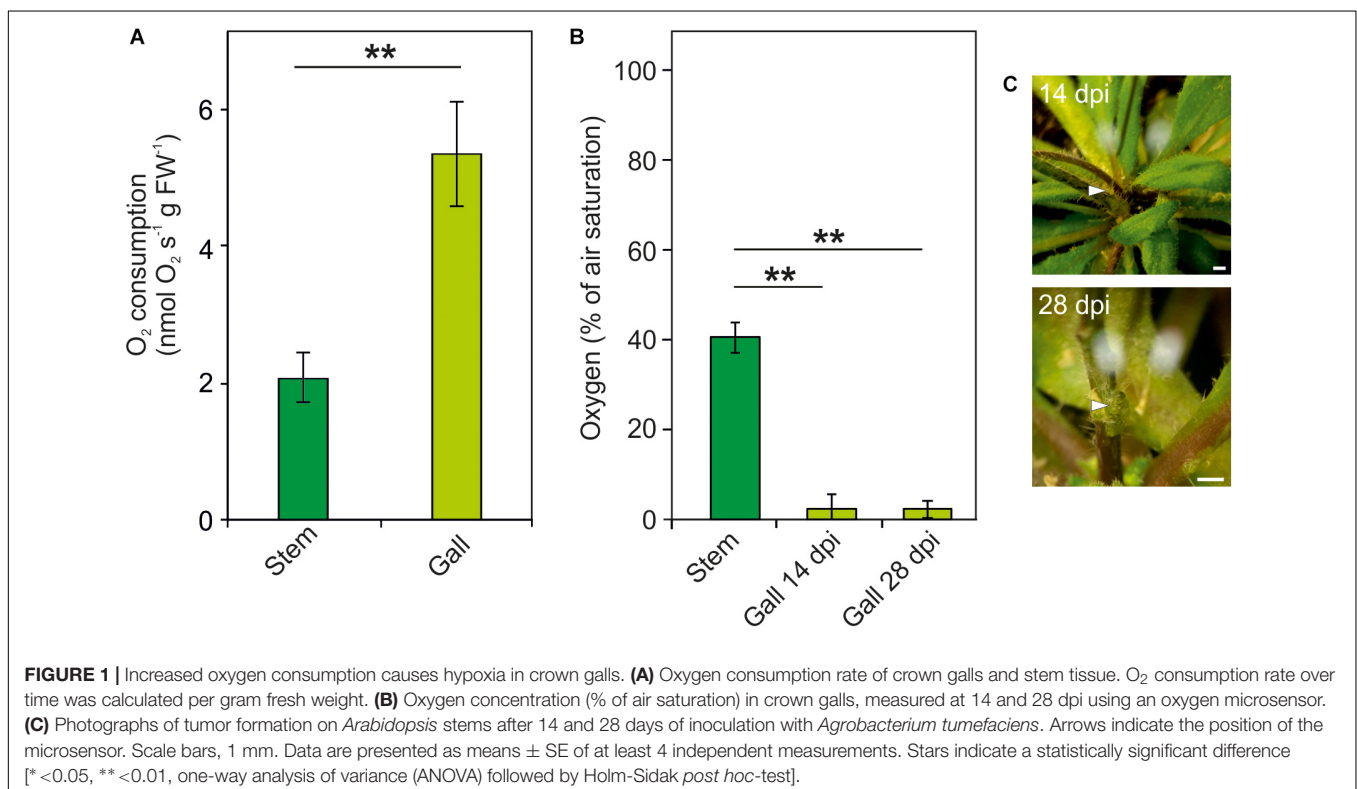 A
**
O₂ consumption
(nmol O₂ s⁻¹ g FW⁻¹)
6
4
2
0
Stem
Gall
B
Oxygen (% of air saturation)
100
80
60
40
20
0
**
**
Stem
Gall 14 dpi
Gall 28 dpi
C
14 dpi
28 dpi
FIGURE 1 | Increased oxygen consumption causes hypoxia in crown galls. (A) Oxygen consumption rate of crown galls and stem tissue. O₂ consumption rate over
time was calculated per gram fresh weight. (B) Oxygen concentration (% of air saturation) in crown galls, measured at 14 and 28 dpi using an oxygen microsensor.
(C) Photographs of tumor formation on Arabidopsis stems after 14 and 28 days of inoculation with Agrobacterium tumefaciens. Arrows indicate the position of the
microsensor. Scale bars, 1 mm. Data are presented as means ± SE of at least 4 independent measurements. Stars indicate a statistically significant difference
[*<0.05, **<0.01, one-way analysis of variance (ANOVA) followed by Holm-Sidak post hoc-test].